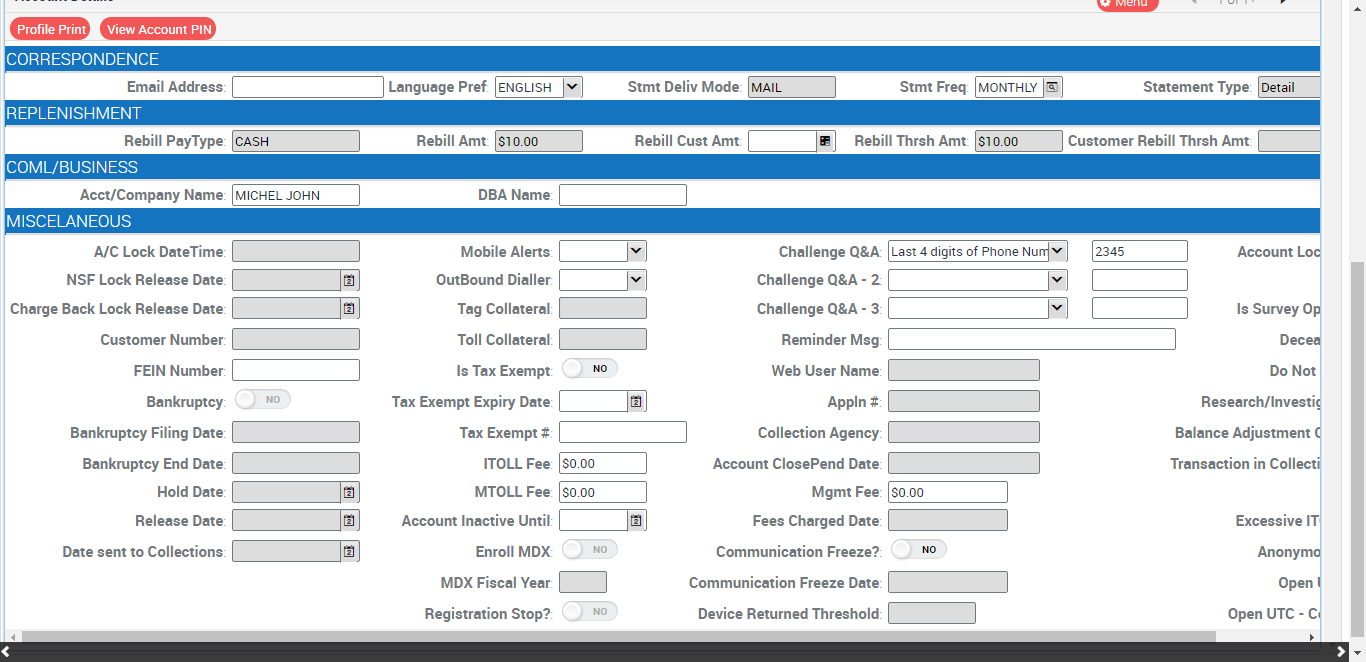 Account Details
Menu
1 of 1
Profile Print View Account PIN
CORRESPONDENCE
Email Address: Language Pref: ENGLISH Stmt Deliv Mode: MAIL Stmt Freq: MONTHLY Statement Type: Detail
REPLENISHMENT
Rebill PayType: CASH Rebill Amt: $10.00 Rebill Cust Amt: Rebill Thrsh Amt: $10.00 Customer Rebill Thrsh Amt:
COML/BUSINESS
Acct/Company Name: MICHEL JOHN DBA Name:
MISCELANEOUS
A/C Lock DateTime: Mobile Alerts: Challenge Q&A: Last 4 digits of Phone Num 2345 Account Loc
NSF Lock Release Date: OutBound Dialler: Challenge Q&A - 2:
Charge Back Lock Release Date: Tag Collateral: Challenge Q&A - 3: Is Survey Op
Customer Number: Toll Collateral: Reminder Msg: Decea
FEIN Number: Is Tax Exempt: NO Web User Name: Do Not
Bankruptcy: NO Tax Exempt Expiry Date: Appln #: Research/Investig
Bankruptcy Filing Date: Tax Exempt #: Collection Agency: Balance Adjustment C
Bankruptcy End Date: ITOLL Fee: $0.00 Account ClosePend Date: Transaction in Collecti
Hold Date: MTOLL Fee: $0.00 Mgmt Fee: $0.00
Release Date: Account Inactive Until: Fees Charged Date: Excessive IT
Date sent to Collections: Enroll MDX: NO Communication Freeze?: NO Anonymo
MDX Fiscal Year: Communication Freeze Date: Open U
Registration Stop?: NO Device Returned Threshold: Open UTC - Co